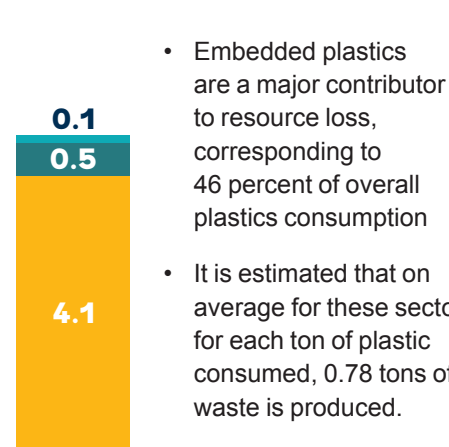 0.1
0.5
4.1
• Embedded plastics
are a major contributor
to resource loss,
corresponding to
46 percent of overall
plastics consumption
• It is estimated that on
average for these
for each ton of plastic
consumed, 0.78 tons
waste is produced.